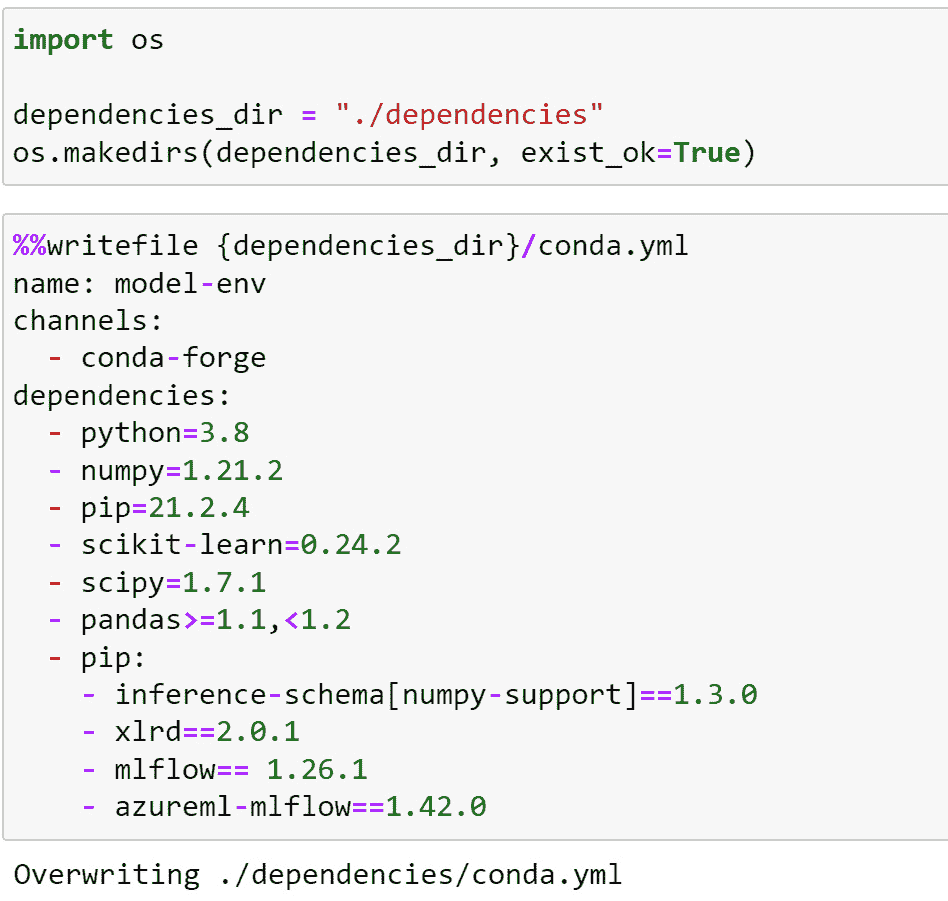 import os

dependencies_dir = "./dependencies"
os.makedirs(dependencies_dir, exist_ok=True)

%%writefile {dependencies_dir}/conda.yml
name: model-env
channels:
  - conda-forge
dependencies:
  - python=3.8
  - numpy=1.21.2
  - pip=21.2.4
  - scikit-learn=0.24.2
  - scipy=1.7.1
  - pandas>=1.1,<1.2
  - pip:
    - inference-schema[numpy-support]==1.3.0
    - xlrd==2.0.1
    - mlflow== 1.26.1
    - azureml-mlflow==1.42.0

Overwriting ./dependencies/conda.yml